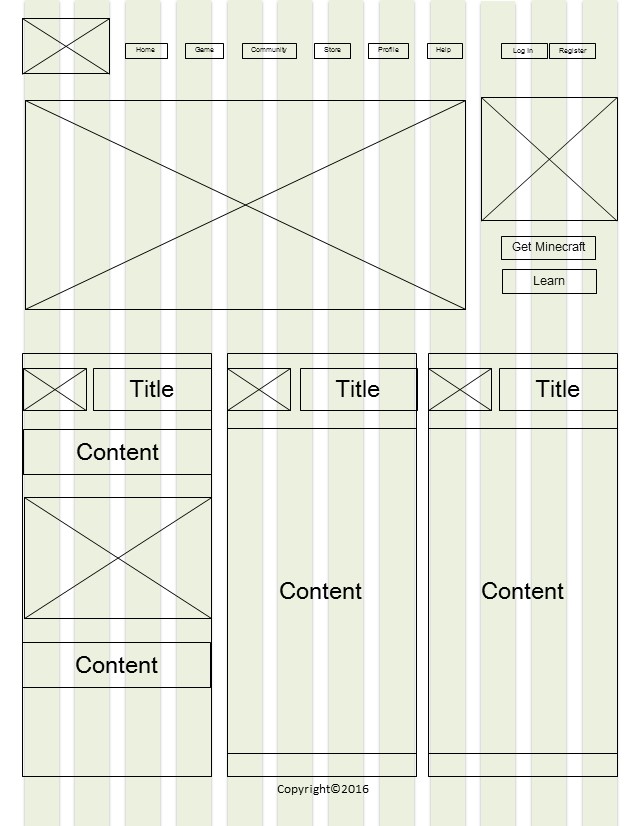 Home Game Community Store Profile Help Log In Register
Get Minecraft
Learn
Title Title Title
Content
Content Content
Content
Copyright©2016